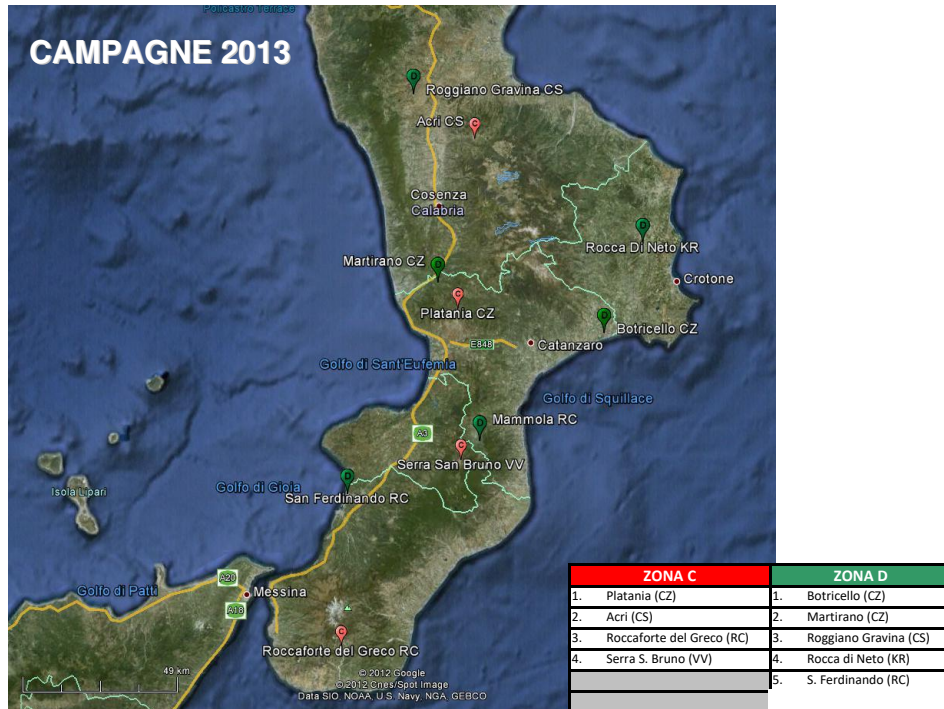 Policastro Terrace
CAMPAGNE 2013
D
Roggiano Gravina CS
Acri CS
C
Cosenza
Calabria
D
Rocca Di Neto KR
Martirano CZ
D
Crotone
C
Platania CZ
D
Botricello CZ
E848
Catanzaro
Golfo di Sant'Eufemia
Golfo di Squillace
D
Mammola RC
A3
C
Serra San Bruno VV
D
Golfo di Gioia
San Ferdinando RC
Isola Lipari
A20
Golfo di Patti
Messina
A18
C
Roccaforte del Greco RC
49 km
© 2012 Google
© 2012 Cnes/Spot Image
Data SIO, NOAA, U.S. Navy, NGA, GEBCO
ZONA C ZONA D
1. Platania (CZ) 1. Botricello (CZ)
2. Acri (CS) 2. Martirano (CZ)
3. Roccaforte del Greco (RC) 3. Roggiano Gravina (CS)
4. Serra S. Bruno (VV) 4. Rocca di Neto (KR)
5. S. Ferdinando (RC)